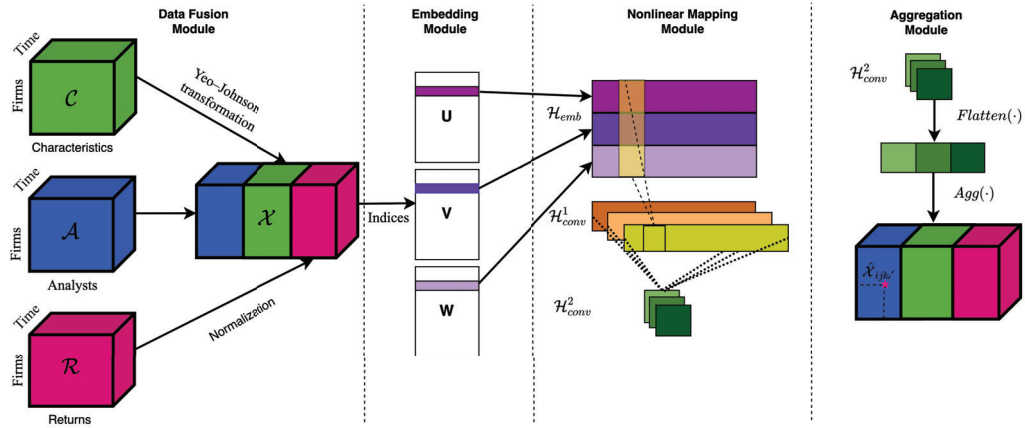 Data Fusion
Module
Embedding
Module
Nonlinear Mapping
Module
Aggregation
Module
Time
Firms
C
Characteristics
Yeo–Johnson
transformation
Time
Firms
A
Analysts
X
Indices
Time
Firms
R
Returns
Normalization
U
V
W
H_emb
H^1_conv
H^2_conv
H^2_conv
Flatten(·)
Agg(·)
X̂_ijk'